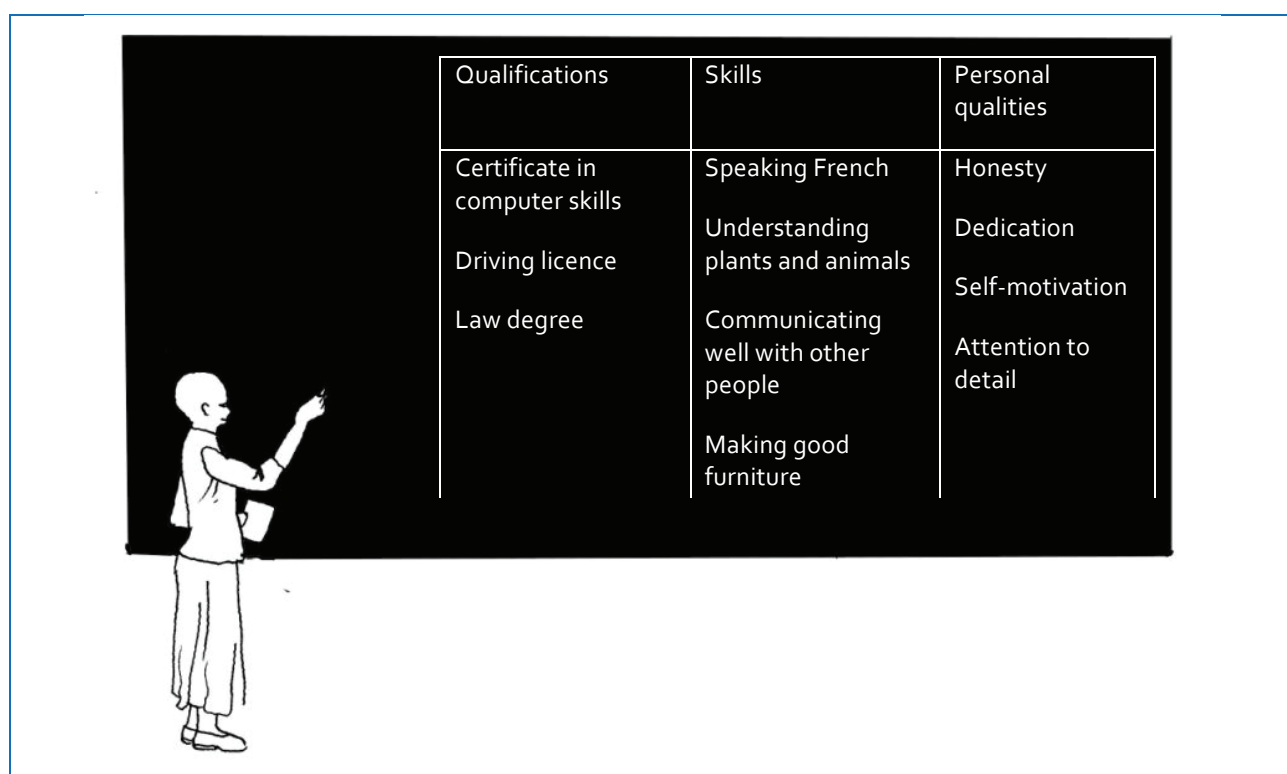 Qualifications
Skills
Personal
qualities
Certificate in
computer skills
Driving licence
Law degree
Speaking French
Understanding
plants and animals
Communicating
well with other
people
Making good
furniture
Honesty
Dedication
Self-motivation
Attention to
detail